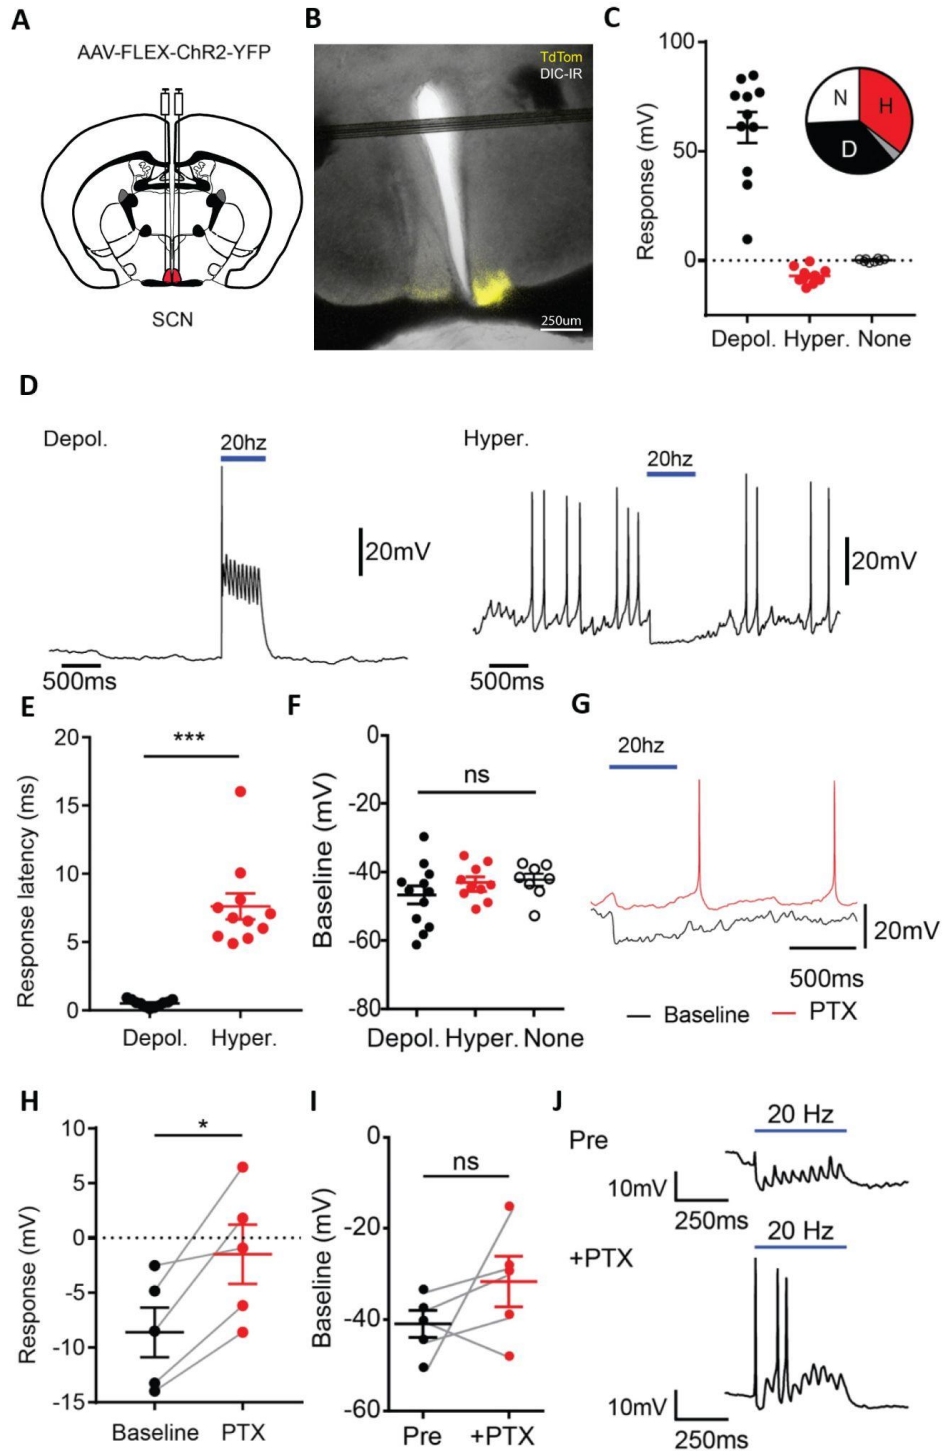 A
AAV-FLEX-ChR2-YFP
SCN
B
TdTom
DIC-IR
250um
C
Response (mV)
100
50
0
N
H
D
Depol. Hyper. None
D
Depol.
20hz
20mV
500ms
Hyper.
20hz
20mV
500ms
E
Response latency (ms)
20
15
10
5
0
***
Depol. Hyper.
F
Baseline (mV)
0
-20
-40
-60
-80
ns
Depol. Hyper. None
G
20hz
20mV
500ms
Baseline PTX
H
Response (mV)
10
5
0
-5
-10
-15
*
Baseline PTX
I
Baseline (mV)
0
-20
-40
-60
ns
Pre +PTX
J
Pre
20 Hz
10mV
250ms
+PTX
20 Hz
10mV
250ms